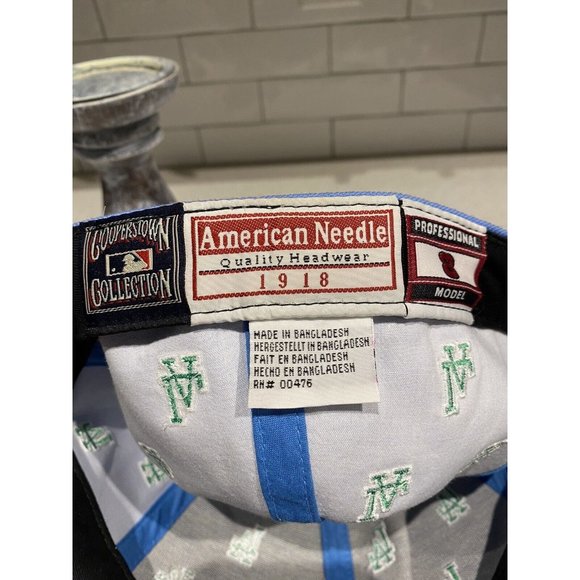 COOPERSTOWN
COLLECTION
American Needle
Quality Headwear
1918
PROFESSIONAL
MODEL
MADE IN BANGLADESH
HERGESTELLT IN BANGLADESH
FAIT EN BANGLADESH
HECHO EN BANGLADESH
RN# 00476